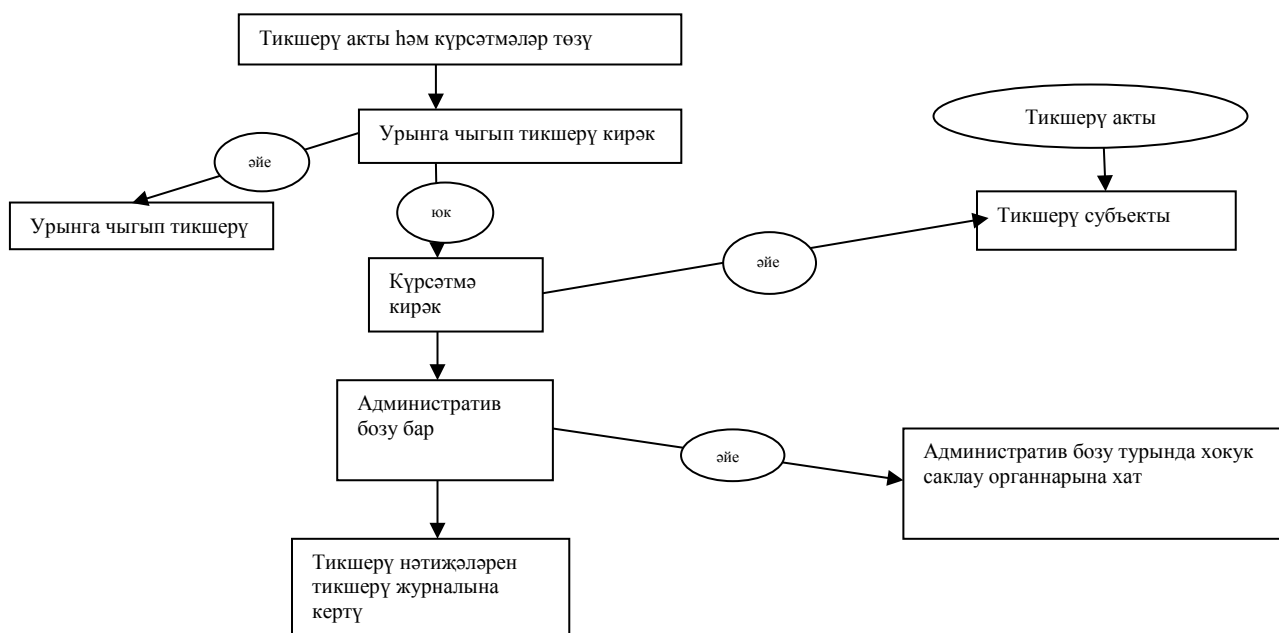 Тикшерү акты һәм күрсәтмәләр төзү
Урынга чыгып тикшерү кирәк
Тикшерү акты
әйе
Урынга чыгып тикшерү
юк
Тикшерү субъекты
әйе
Күрсәтмә
кирәк
Административ
бозу бар
әйе
Административ бозу турында хокук
саклау органнарына хат
Тикшерү нәтиҗәләрен
тикшерү журналына
кертү